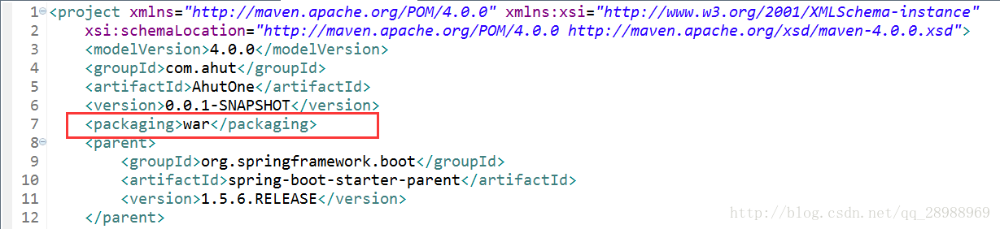 1 <project xmlns="http://maven.apache.org/POM/4.0.0" xmlns:xsi="http://www.w3.org/2001/XMLSchema-instance"
2 xsi:schemaLocation="http://maven.apache.org/POM/4.0.0 http://maven.apache.org/xsd/maven-4.0.0.xsd">
3 <modelVersion>4.0.0</modelVersion>
4 <groupId>com.ahut</groupId>
5 <artifactId>AhutOne</artifactId>
6 <version>0.0.1-SNAPSHOT</version>
7 <packaging>war</packaging>
8 <parent>
9 <groupId>org.springframework.boot</groupId>
10 <artifactId>spring-boot-starter-parent</artifactId>
11 <version>1.5.6.RELEASE</version>
12 </parent>
http://blog.csdn.net/qq_28988969